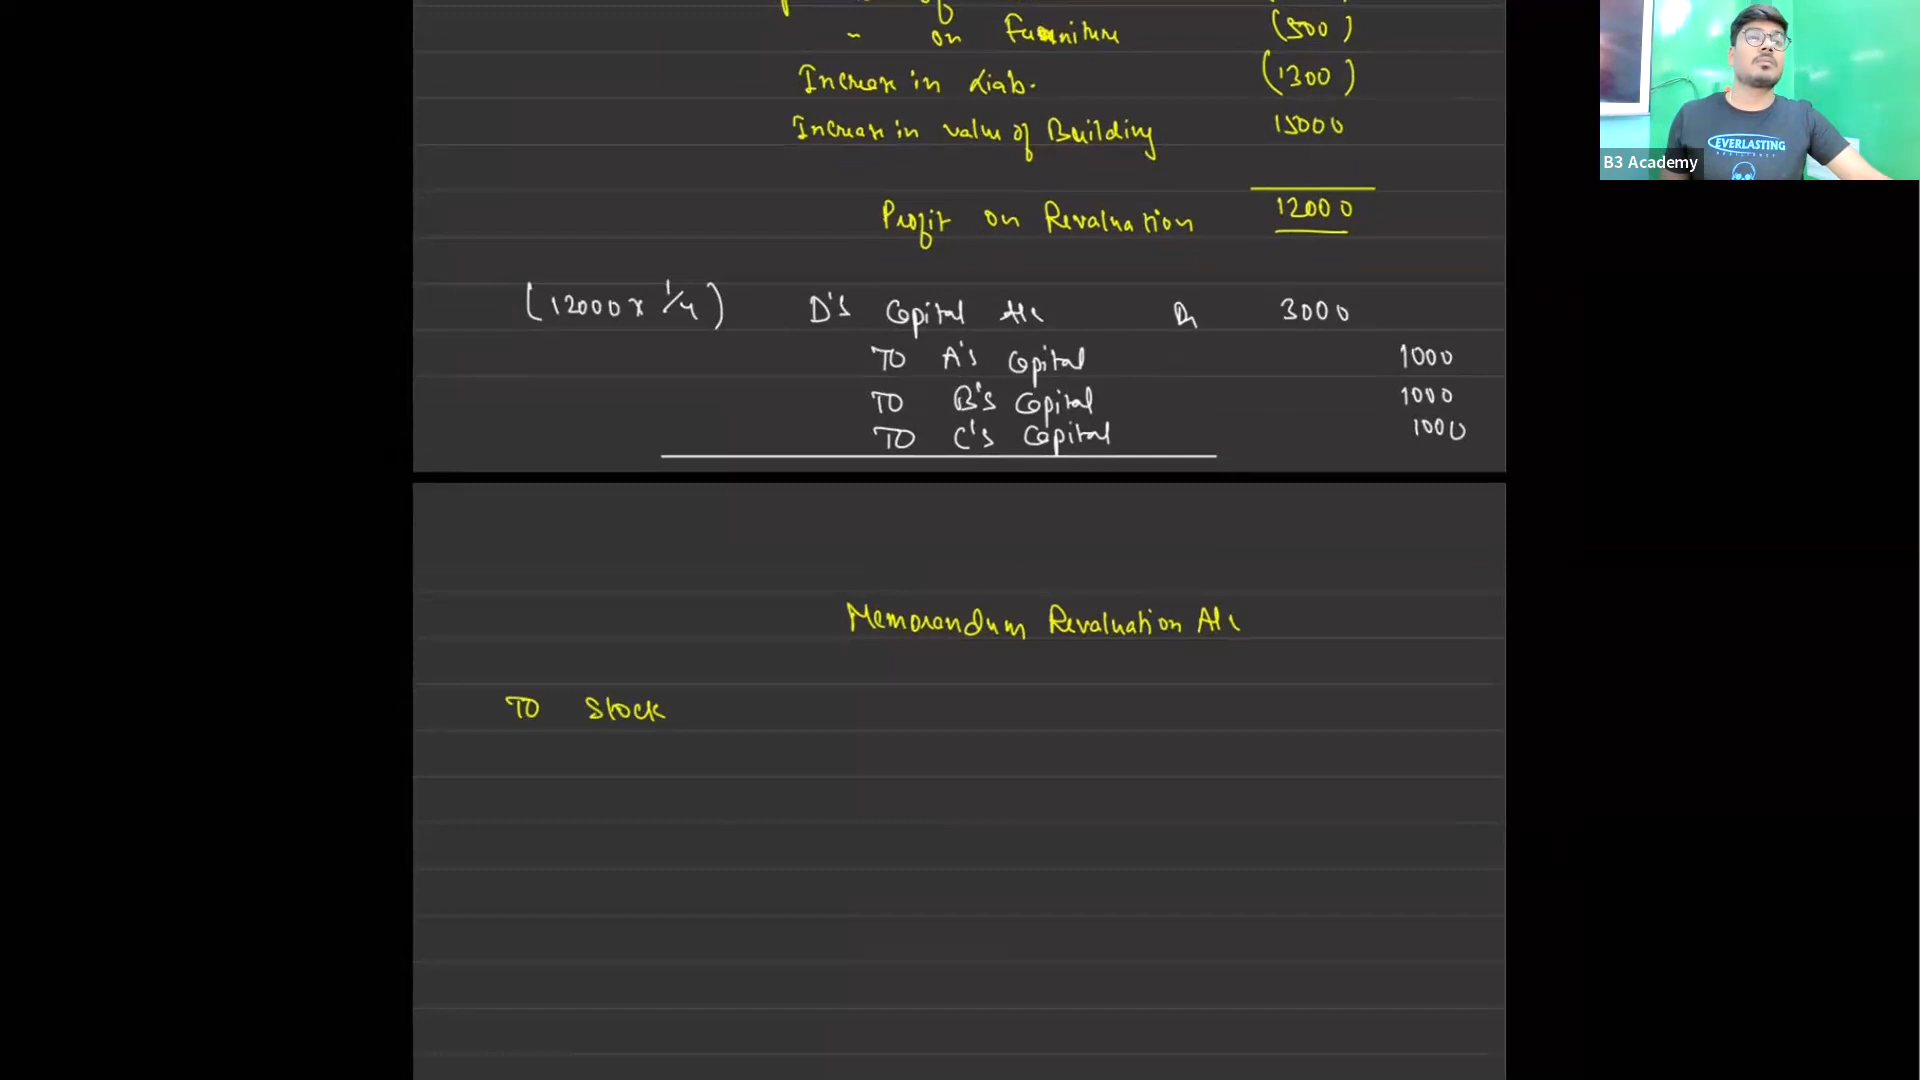 " on Furniture (500)
Increase in Liab. (1300)
Increase in value of Building 15000
Profit on Revaluation 12000
(12000 x 1/4) D's Capital A/c Dr 3000
TO A's Capital 1000
TO B's Capital 1000
TO C's Capital 1000
Memorandum Revaluation A/c
TO Stock
EVERLASTING
B3 Academy